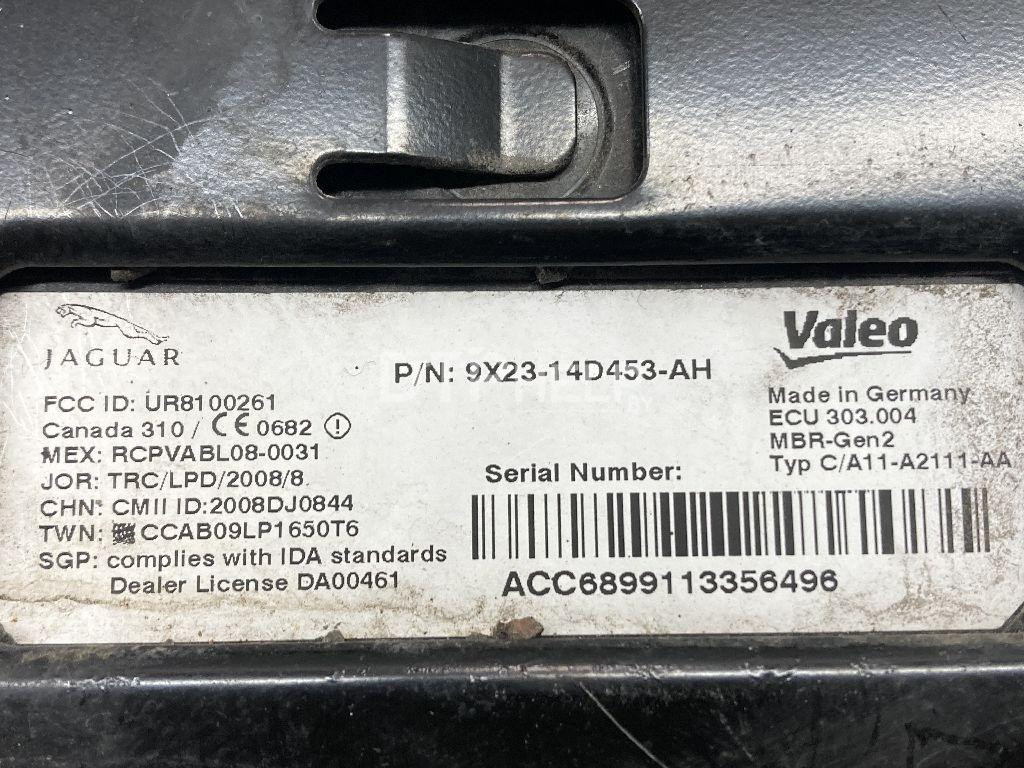 JAGUAR
FCC ID: UR8100261
Canada 310 / CE 0682
MEX: RCPVABL08-0031
JOR: TRC/LPD/2008/8
CHN: CMII ID:2008DJ0844
TWN: CCAB09LP1650T6
SGP: complies with IDA standards
Dealer License DA00461
P/N: 9X23-14D453-AH
Serial Number:
ACC6899113356496
Valeo
Made in Germany
ECU 303.004
MBR-Gen2
Typ C/A11-A2111-AA